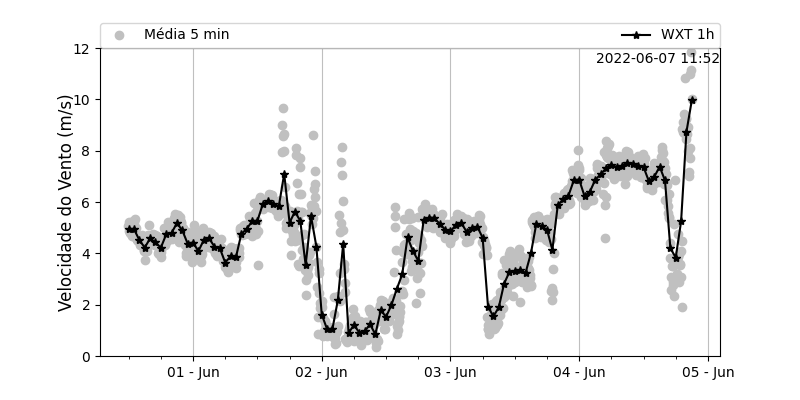 Média 5 min
WXT 1h
2022-06-07 11:52
Velocidade do Vento (m/s)
12
10
8
6
4
2
0
01 - Jun
02 - Jun
03 - Jun
04 - Jun
05 - Jun